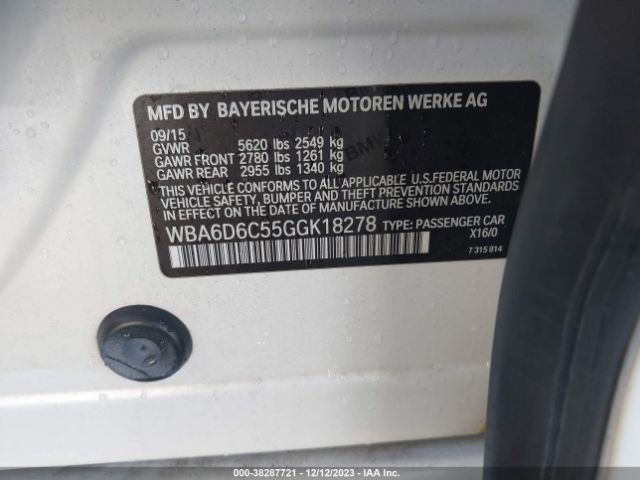 MFD BY BAYERISCHE MOTOREN WERKE AG
09/15
GVWR 5620 lbs 2549 kg
GAWR FRONT 2780 lbs 1261 kg
GAWR REAR 2955 lbs 1340 kg
THIS VEHICLE CONFORMS TO ALL APPLICABLE U.S.FEDERAL MOTOR
VEHICLE SAFETY, BUMPER AND THEFT PREVENTION STANDARDS
IN EFFECT ON THE DATE OF MANUFACTURE SHOWN ABOVE.
WBA6D6C55GGK18278 TYPE: PASSENGER CAR
X16/0
7 315 814
000-38287721 - 12/12/2023 - IAA Inc.